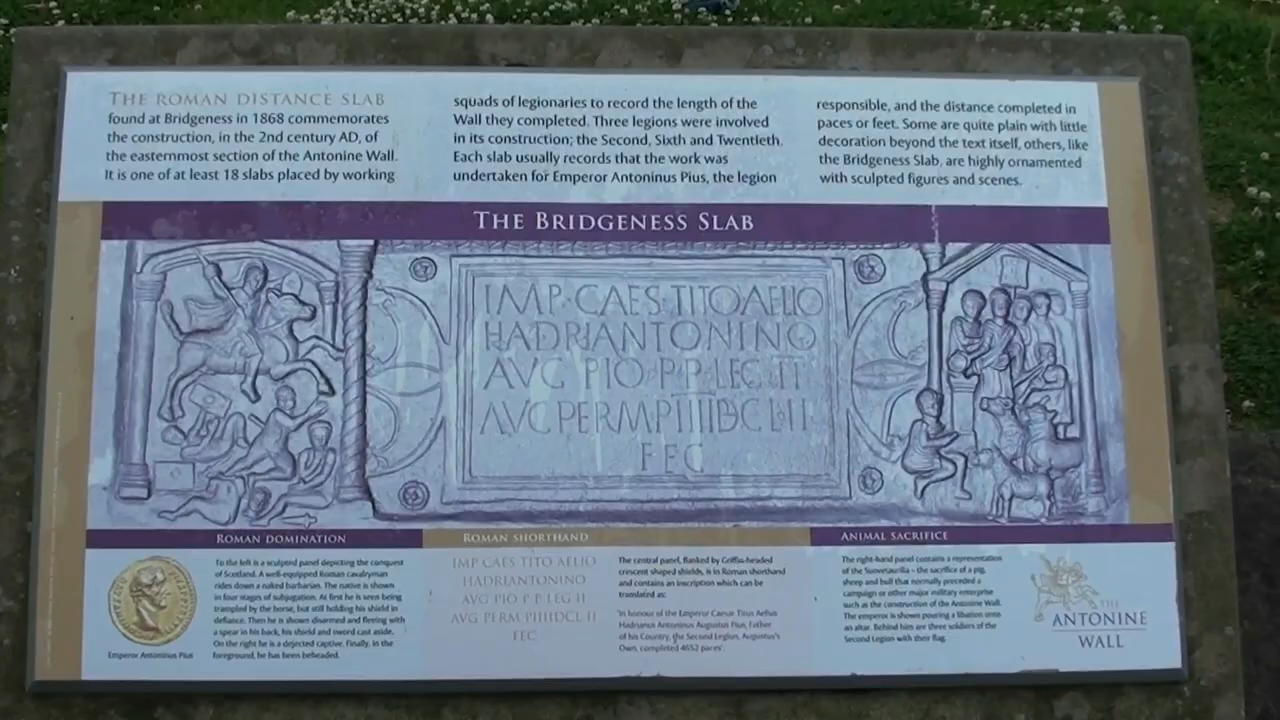 THE ROMAN DISTANCE SLAB
found at Bridgeness in 1868 commemorates
the construction, in the 2nd century AD, of
the easternmost section of the Antonine Wall.
It is one of at least 18 slabs placed by working
squads of legionaries to record the length of the
Wall they completed. Three legions were involved
in its construction; the Second, Sixth and Twentieth.
Each slab usually records that the work was
undertaken for Emperor Antoninus Pius, the legion
responsible, and the distance completed in
paces or feet. Some are quite plain with little
decoration beyond the text itself, others, like
the Bridgeness Slab, are highly ornamented
with sculpted figures and scenes.
THE BRIDGENESS SLAB
IMP·CAES·TITO AELIO
HADRIANTONINO
AVG PIO·P·P·LEG·II
AVG PER M P IIII DC LII
FEC
ROMAN DOMINATION
To the left is a sculpted panel depicting the conquest
of Scotland. A well-equipped Roman cavalryman
rides down a naked barbarian. The native is shown
in four stages of subjugation. At first he is seen being
trampled by the horse, but still holding his shield in
defiance. Then he is shown disarmed and fleeing with
a spear in his back, his shield and sword cast aside.
On the right he is a dejected captive. Finally, in the
foreground, he has been beheaded.
Emperor Antoninus Pius
ROMAN SHORTHAND
IMP CAES TITO AELIO
HADRIANTONINO
AVG PIO P P LEG II
AVG PERM PIIIIDCL II
FEC
The central panel, flanked by Griffin-headed
crescent shaped shields, is in Roman shorthand
and contains an inscription which can be
translated as:
'In honour of the Emperor Caesar Titus Aelius
Hadrianus Antoninus Augustus Pius, Father
of his Country, the Second Legion, Augustus's
Own, completed 4652 paces'.
ANIMAL SACRIFICE
The right-hand panel contains a representation
of the Suovetaurilia – the sacrifice of a pig,
sheep and bull that normally preceded a
campaign or other major military enterprise
such as the construction of the Antonine Wall.
The emperor is shown pouring a libation onto
an altar. Behind him are three soldiers of the
Second Legion with their flag.
THE
ANTONINE
WALL